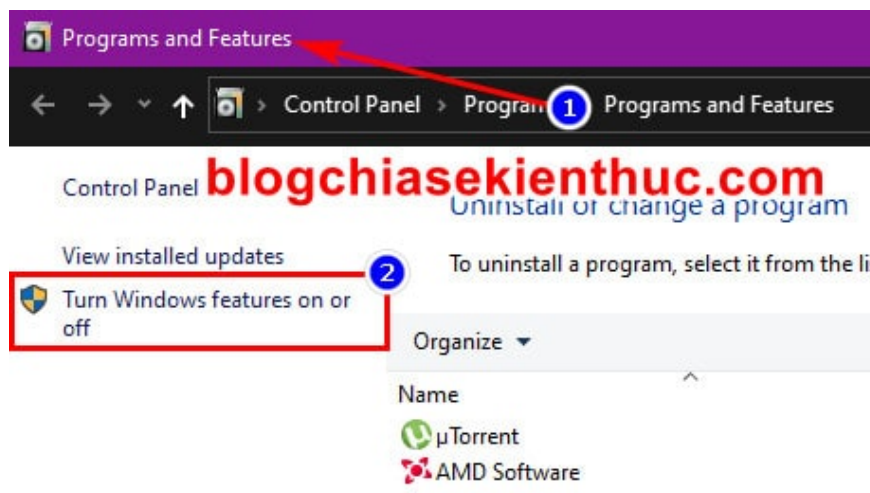 Programs and Features
Control Panel > Program 1 Programs and Features
blogchiasekienthuc.com
Control Panel
Uninstall or change a program
View installed updates
2
To uninstall a program, select it from the li
Turn Windows features on or
off
Organize
Name
µTorrent
AMD Software